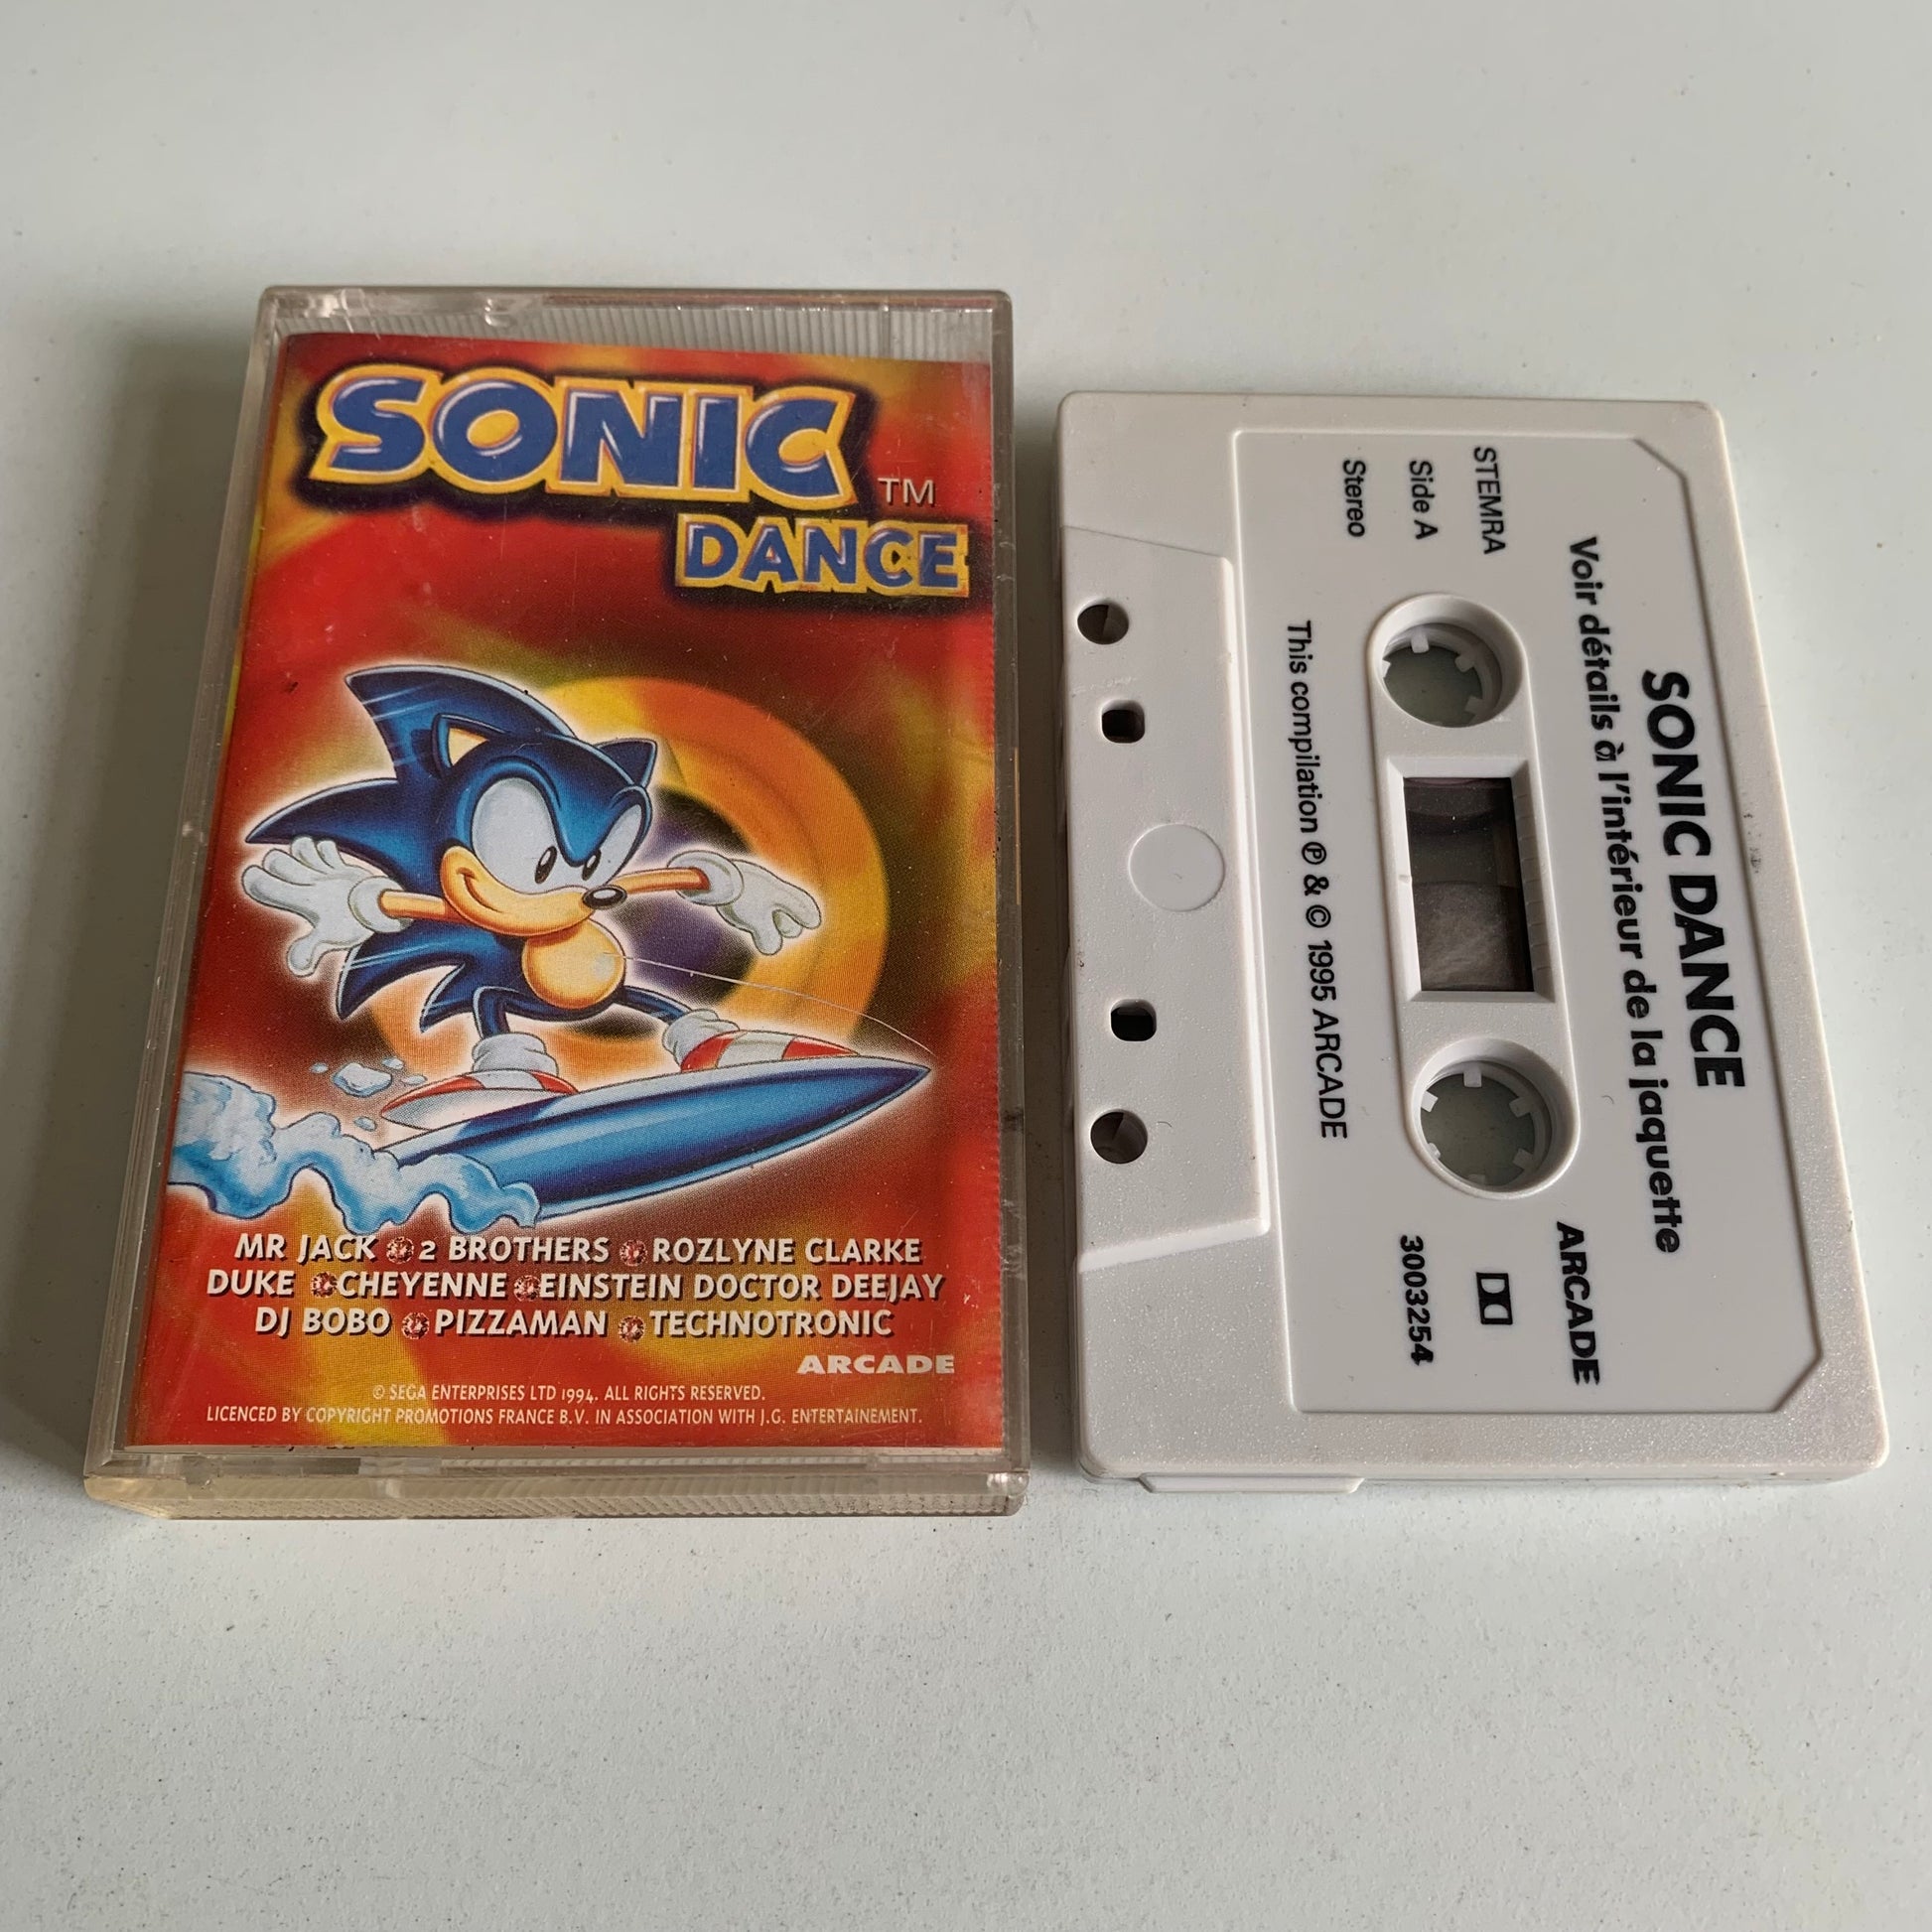 SONIC TM
DANCE
MR JACK 2 BROTHERS ROZLYNE CLARKE
DUKE CHEYENNE EINSTEIN DOCTOR DEEJAY
DJ BOBO PIZZAMAN TECHNOTRONIC
ARCADE
© SEGA ENTERPRISES LTD 1994. ALL RIGHTS RESERVED.
LICENCED BY COPYRIGHT PROMOTIONS FRANCE B.V. IN ASSOCIATION WITH J.G. ENTERTAINEMENT.
SONIC DANCE
Voir détails à l'intérieur de la jaquette
STEMRA
Side A
Stereo
ARCADE
3003254
This compilation ℗ & © 1995 ARCADE